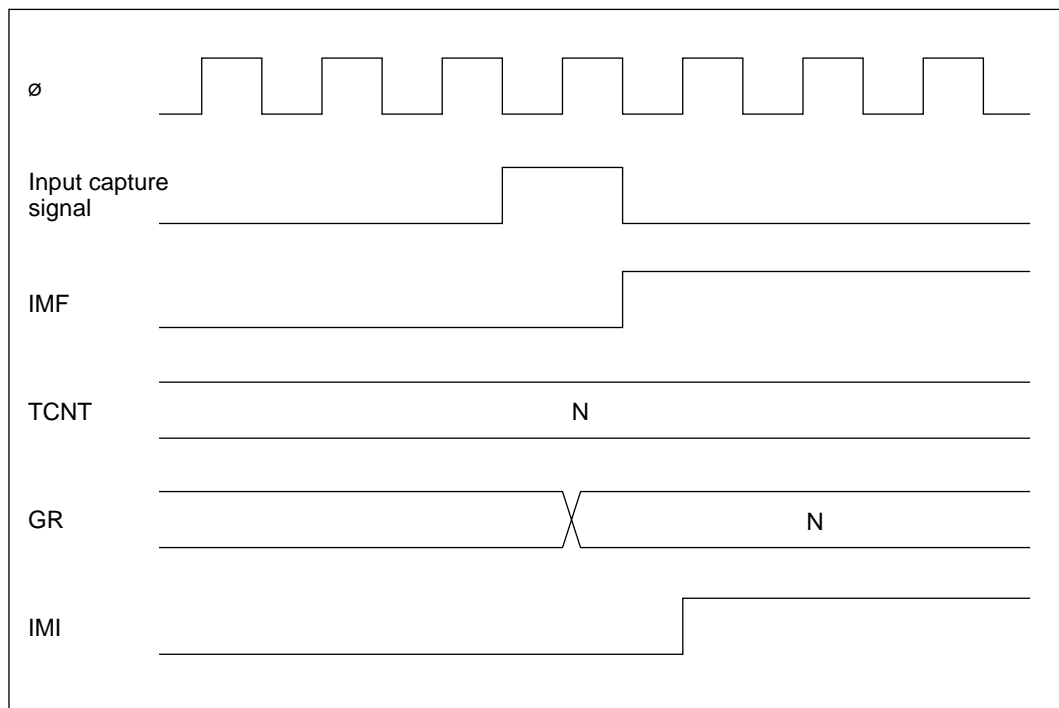 ø
Input capture
signal
IMF
TCNT
N
GR
N
IMI